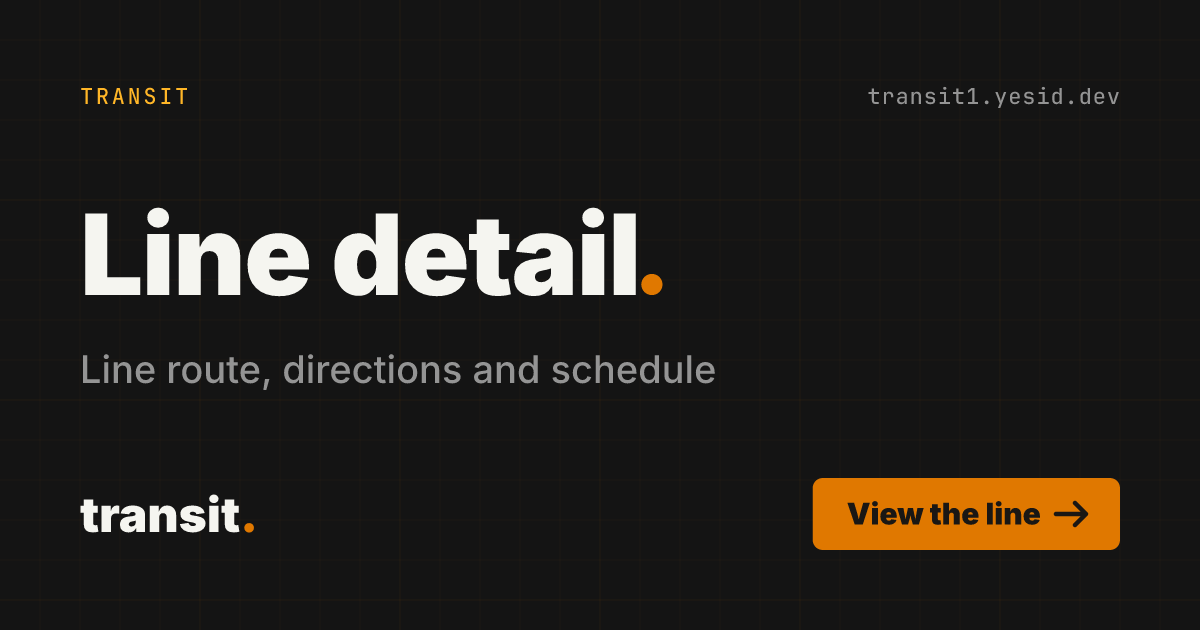 TRANSIT
transit1.yesid.dev
Line detail.
Line route, directions and schedule
transit.
View the line →